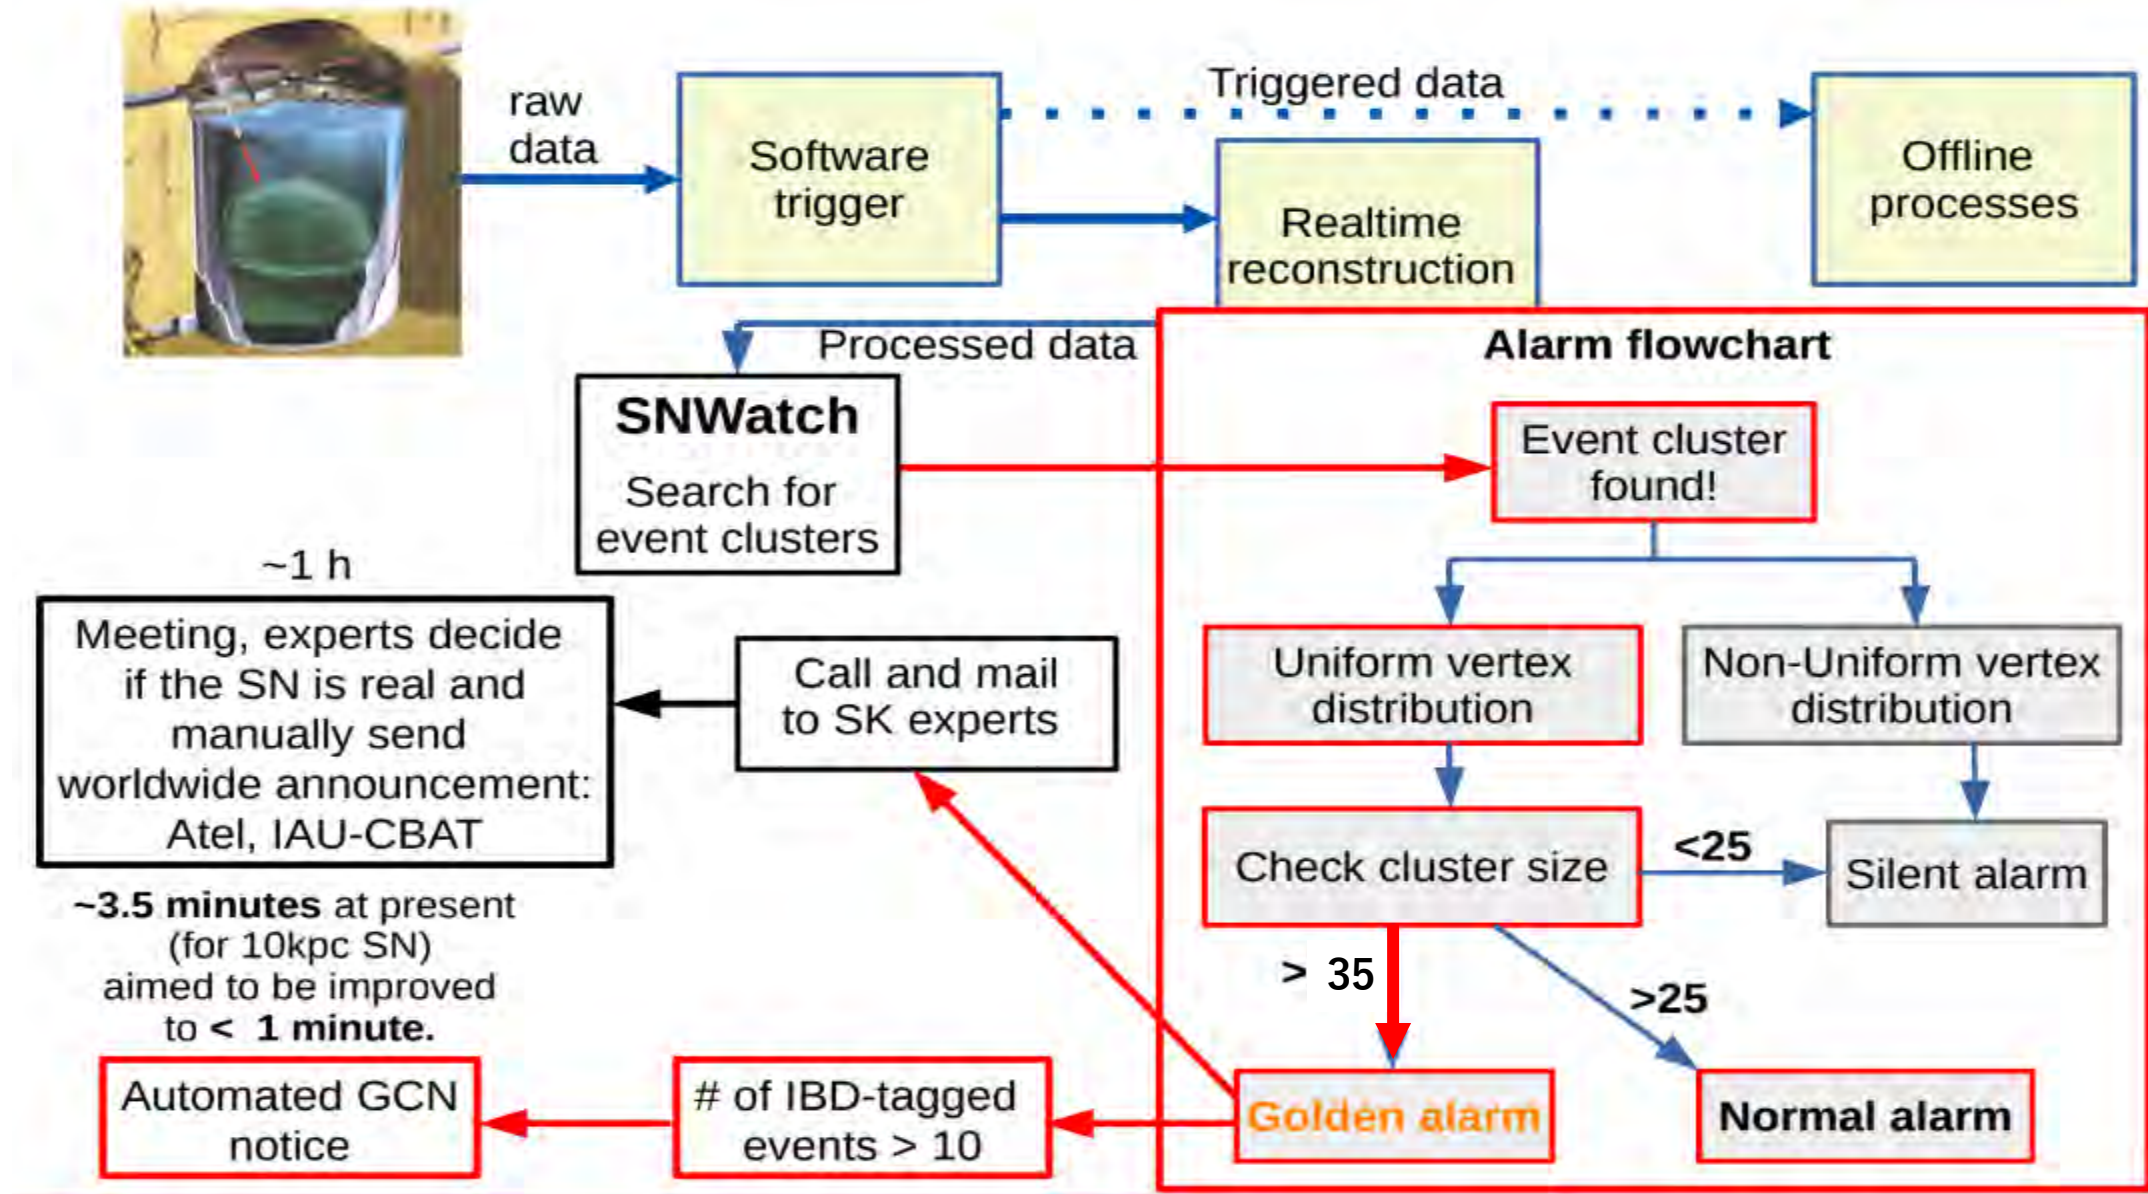 raw
data
Software
trigger
Triggered data
Realtime
reconstruction
Offline
processes
Processed data
SNWatch
Search for
event clusters
Alarm flowchart
Event cluster
found!
Uniform vertex
distribution
Non-Uniform vertex
distribution
Check cluster size
<25
Silent alarm
> 35
>25
Golden alarm
Normal alarm
Call and mail
to SK experts
~1 h
Meeting, experts decide
if the SN is real and
manually send
worldwide announcement:
Atel, IAU-CBAT
~3.5 minutes at present
(for 10kpc SN)
aimed to be improved
to < 1 minute.
# of IBD-tagged
events > 10
Automated GCN
notice